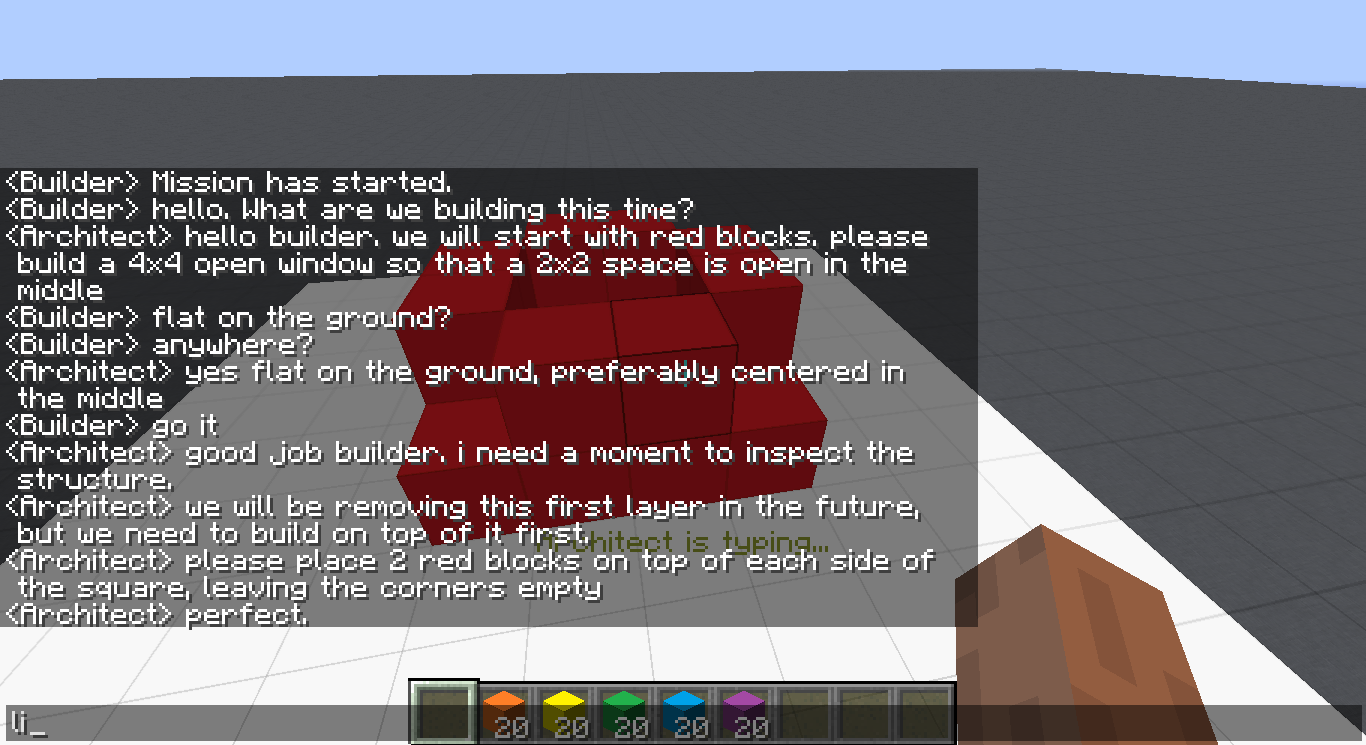 <Builder> Mission has started.
<Builder> hello. What are we building this time?
<Architect> hello builder. we will start with red blocks. please
build a 4x4 open window so that a 2x2 space is open in the
middle
<Builder> flat on the ground?
<Builder> anywhere?
<Architect> yes flat on the ground, preferably centered in
the middle
<Builder> go it
<Architect> good job builder. i need a moment to inspect the
structure.
<Architect> we will be removing this first layer in the future,
but we need to build on top of it first.
Architect is typing...
<Architect> please place 2 red blocks on top of each side of
the square, leaving the corners empty
<Architect> perfect.
20 20 20 20 20
li_